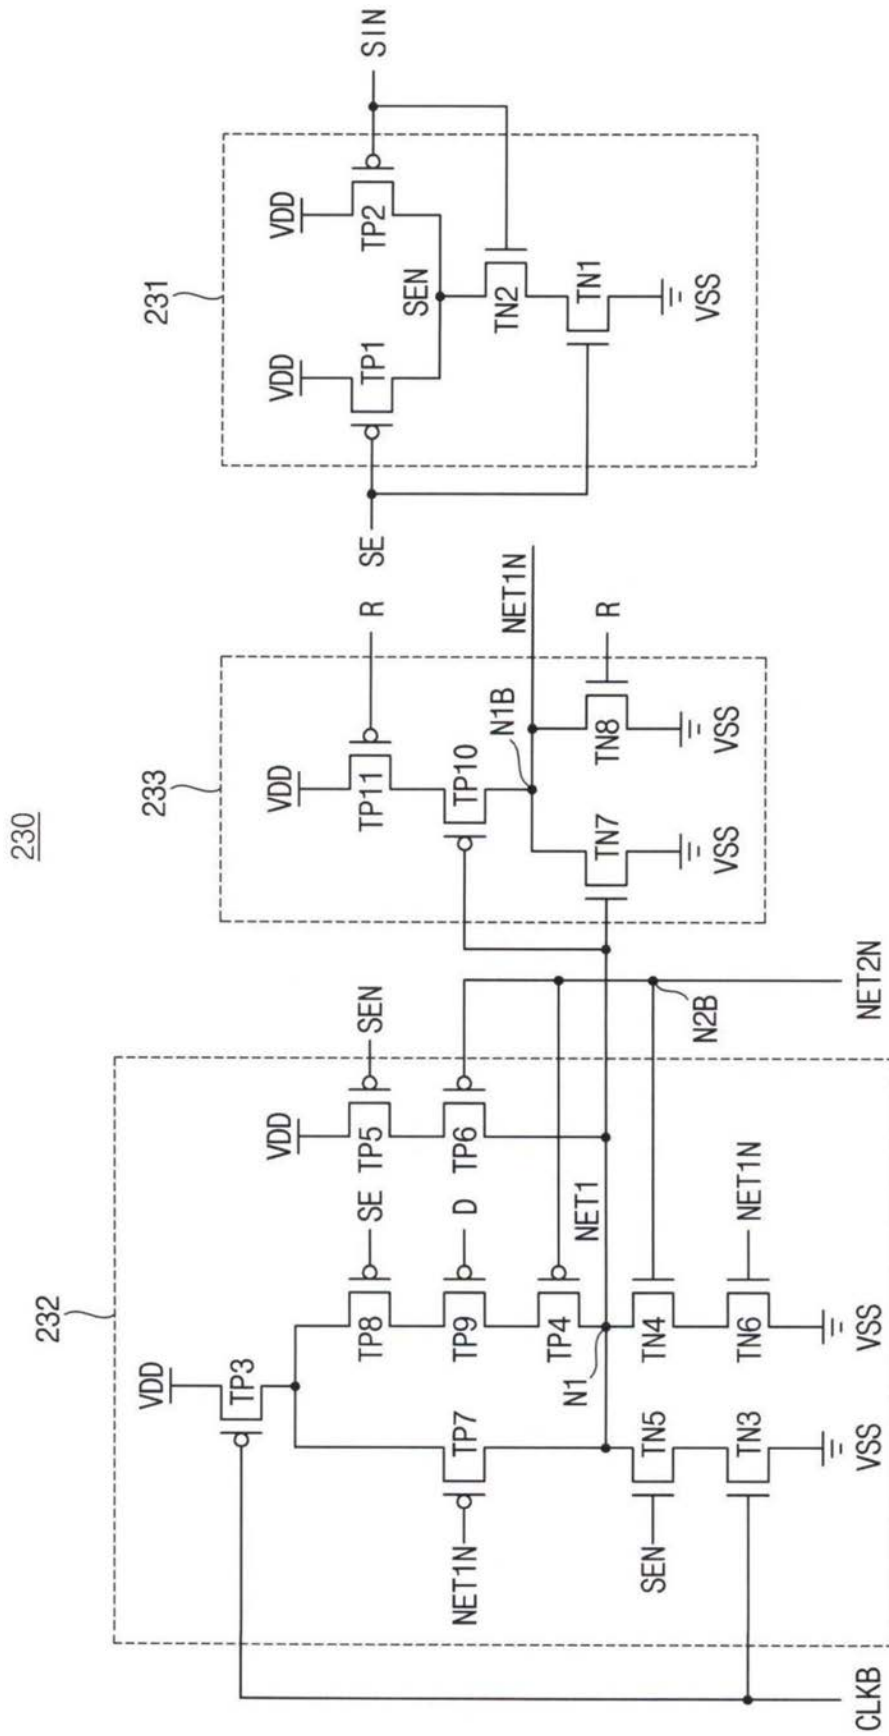 230
232
VDD
TP3
TP7
NET1N
TP8
SE
TP9
D
TP4
VDD
TP5
SEN
TP6
NET1
N1
TN5
SEN
TN3
VSS
TN4
TN6
NET1N
VSS
CLKB
N2B
NET2N
233
VDD
TP11
R
TP10
N1B
NET1N
TN7
VSS
TN8
R
VSS
231
SE
VDD
TP1
VDD
TP2
SIN
SEN
TN2
TN1
VSS